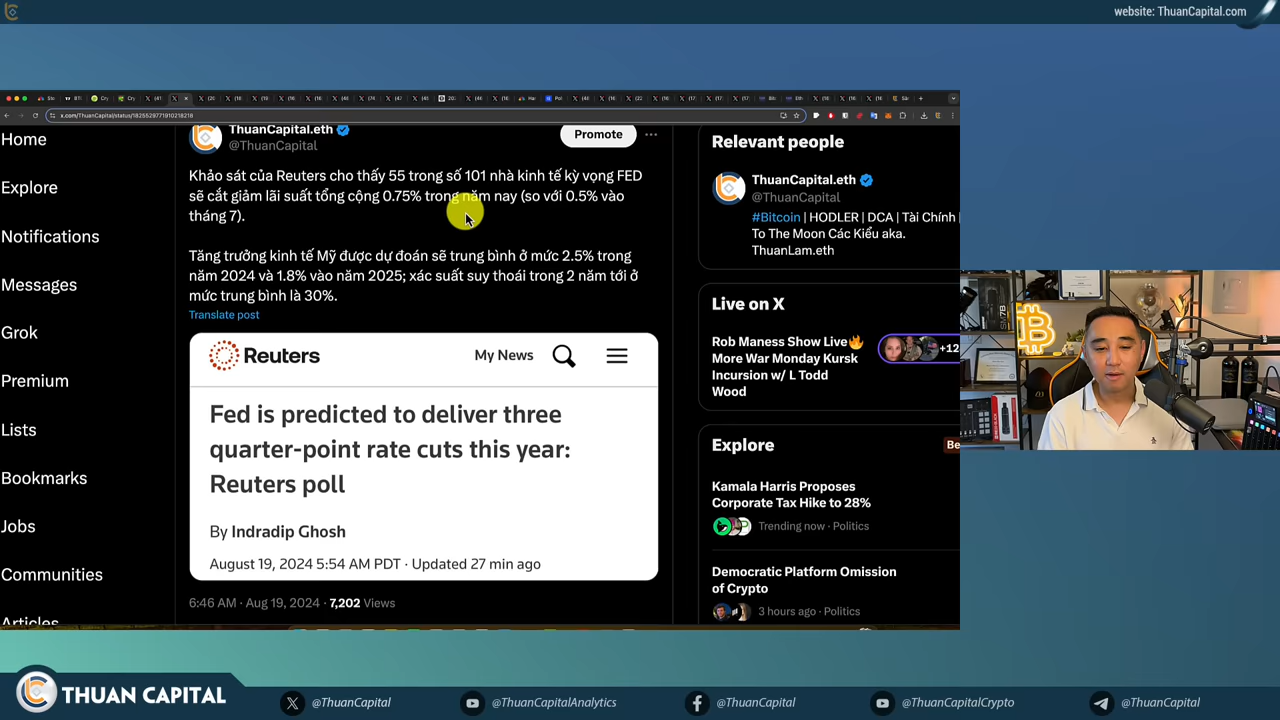 website: ThuanCapital.com
x.com/ThuanCapital/status/1825528771910218218
Home
Explore
Notifications
Messages
Grok
Premium
Lists
Bookmarks
Jobs
Communities
Articles
ThuanCapital.eth
@ThuanCapital
Promote
Khảo sát của Reuters cho thấy 55 trong số 101 nhà kinh tế kỳ vọng FED
sẽ cắt giảm lãi suất tổng cộng 0.75% trong năm nay (so với 0.5% vào
tháng 7).
Tăng trưởng kinh tế Mỹ được dự đoán sẽ trung bình ở mức 2.5% trong
năm 2024 và 1.8% vào năm 2025; xác suất suy thoái trong 2 năm tới ở
mức trung bình là 30%.
Translate post
Reuters
My News
Fed is predicted to deliver three
quarter-point rate cuts this year:
Reuters poll
By Indradip Ghosh
August 19, 2024 5:54 AM PDT · Updated 27 min ago
6:46 AM · Aug 19, 2024 · 7,202 Views
Relevant people
ThuanCapital.eth
@ThuanCapital
#Bitcoin | HODLER | DCA | Tài Chính |
To The Moon Các Kiểu aka.
ThuanLam.eth
Live on X
Rob Maness Show Live🔥
More War Monday Kursk
Incursion w/ L Todd
Wood
+12
Explore
Be
Kamala Harris Proposes
Corporate Tax Hike to 28%
Trending now · Politics
Democratic Platform Omission
of Crypto
3 hours ago · Politics
SM7B
THUAN CAPITAL
@ThuanCapital
@ThuanCapitalAnalytics
@ThuanCapital
@ThuanCapitalCrypto
@ThuanCapital